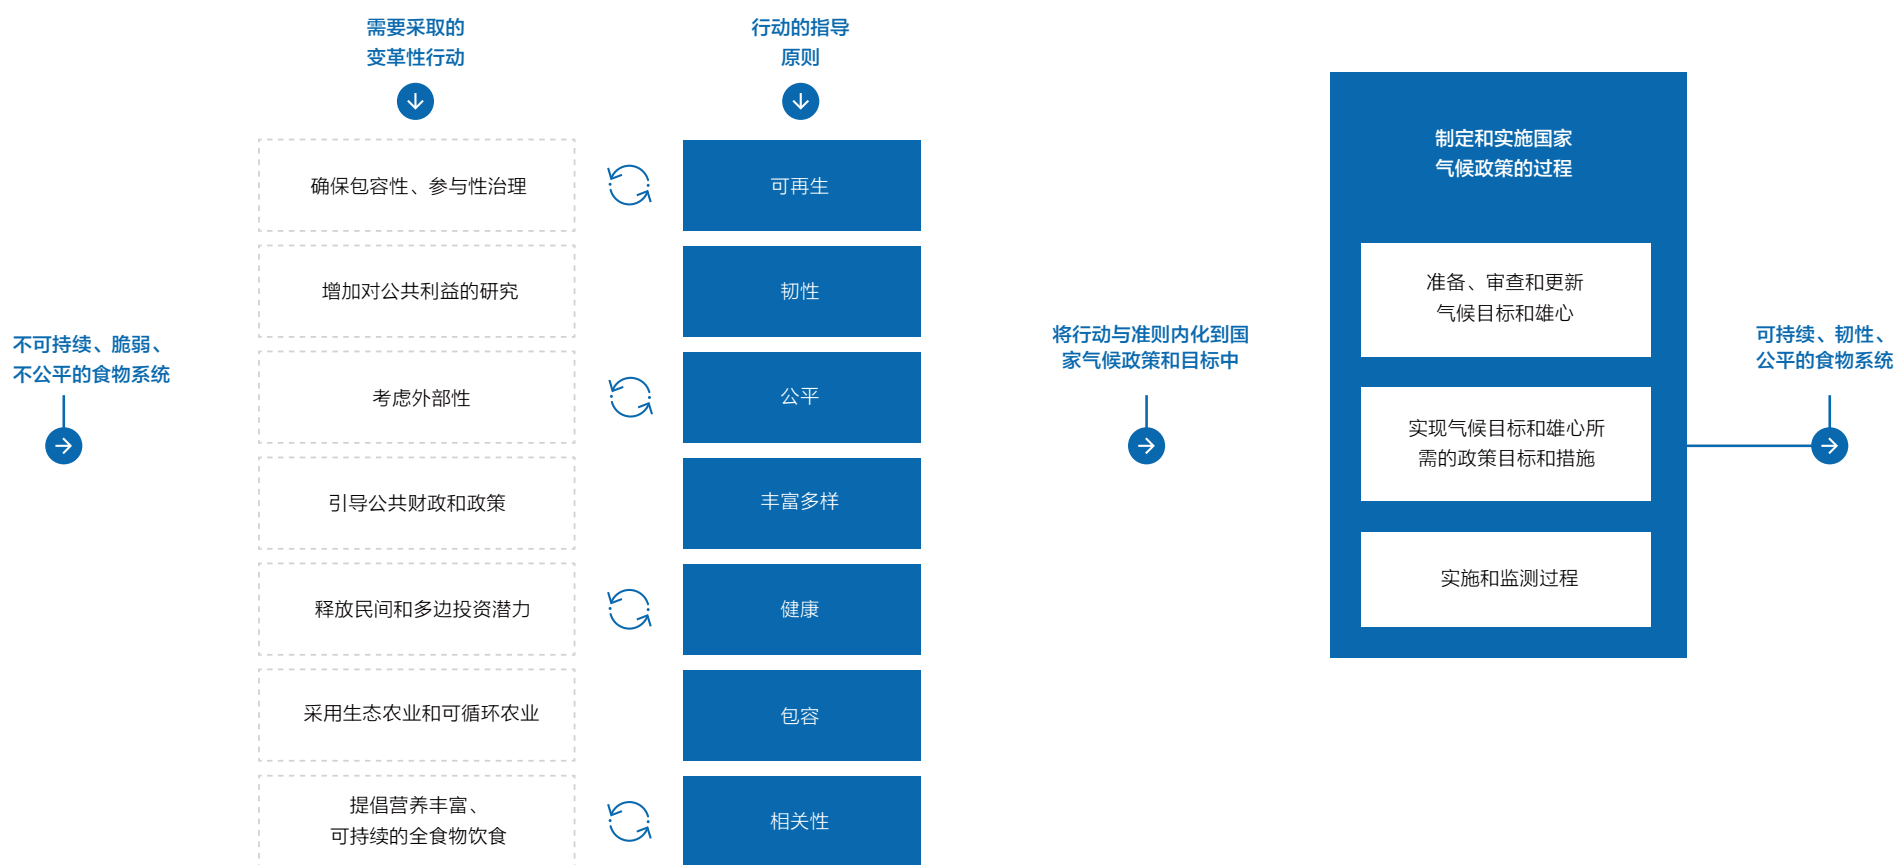 不可持续、脆弱、
不公平的食物系统
需要采取的
变革性行动
确保包容性、参与性治理
增加对公共利益的研究
考虑外部性
引导公共财政和政策
释放民间和多边投资潜力
采用生态农业和可循环农业
提倡营养丰富、
可持续的全食物饮食
行动的指导
原则
可再生
韧性
公平
丰富多样
健康
包容
相关性
将行动与准则内化到国
家气候政策和目标中
制定和实施国家
气候政策的过程
准备、审查和更新
气候目标和雄心
实现气候目标和雄心所
需的政策目标和措施
实施和监测过程
可持续、韧性、
公平的食物系统